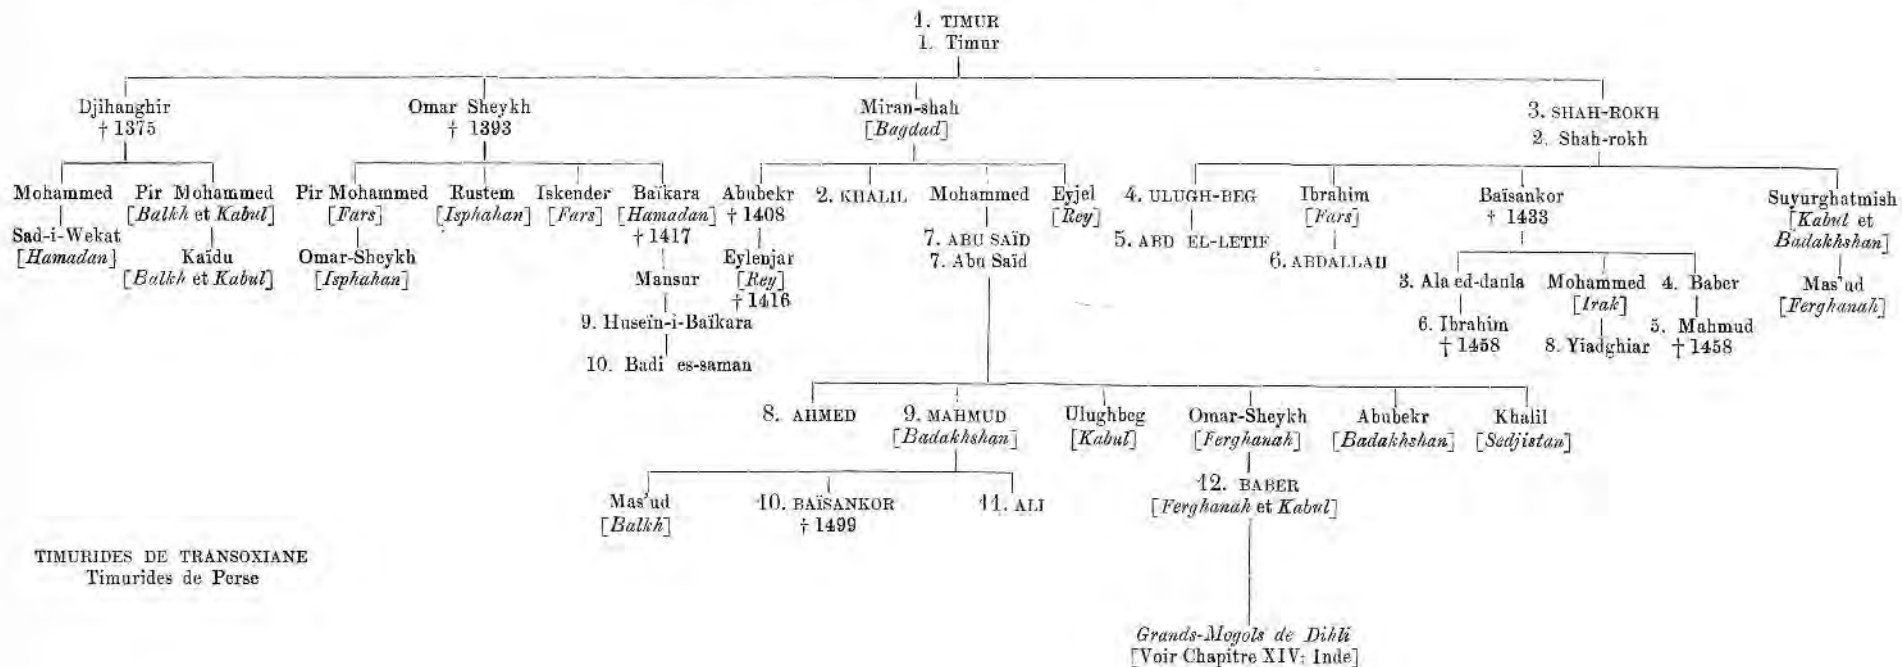 1. TIMUR
1. Timur
Djihanghir
† 1375
Omar Sheykh
† 1393
Miran-shah
[Bagdad]
3. SHAH-ROKH
2. Shah-rokh
Mohammed
Sad-i-Wekat
[Hamadan]
Pir Mohammed
[Balkh et Kabul]
Kaïdu
[Balkh et Kabul]
Pir Mohammed
[Fars]
Omar-Sheykh
[Isphahan]
Rustem
[Isphahan]
Iskender
[Fars]
Baïkara
[Hamadan]
† 1417
Mansur
9. Huseïn-i-Baïkara
10. Badi es-saman
Abubekr
† 1408
Eylenjar
[Rey]
† 1416
2. KHALIL
Mohammed
7. ABU SAÏD
7. Abu Saïd
Eyjel
[Rey]
4. ULUGH-BEG
5. ABD EL-LETIF
Ibrahim
[Fars]
6. ABDALLAH
Baïsankor
† 1433
3. Ala ed-daula
6. Ibrahim
† 1458
Mohammed
[Irak]
8. Yiadghiar
4. Baber
5. Mahmud
† 1458
Suyurghatmish
[Kabul et
Badakhshan]
Mas'ud
[Ferghanah]
8. AHMED
9. MAHMUD
[Badakhshan]
Ulughbeg
[Kabul]
Omar-Sheykh
[Ferghanah]
Abubekr
[Badakhshan]
Khalil
[Sedjistan]
Mas'ud
[Balkh]
10. BAÏSANKOR
† 1499
11. ALI
12. BABER
[Ferghanah et Kabul]
TIMURIDES DE TRANSOXIANE
Timurides de Perse
Grands-Mogols de Dihli
[Voir Chapitre XIV: Inde]